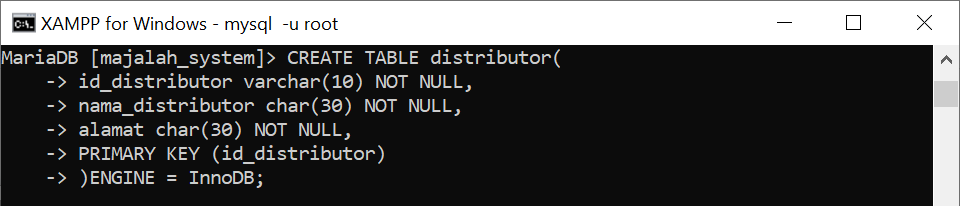 XAMPP for Windows - mysql  -u root
MariaDB [majalah_system]> CREATE TABLE distributor(
    -> id_distributor varchar(10) NOT NULL,
    -> nama_distributor char(30) NOT NULL,
    -> alamat char(30) NOT NULL,
    -> PRIMARY KEY (id_distributor)
    -> )ENGINE = InnoDB;